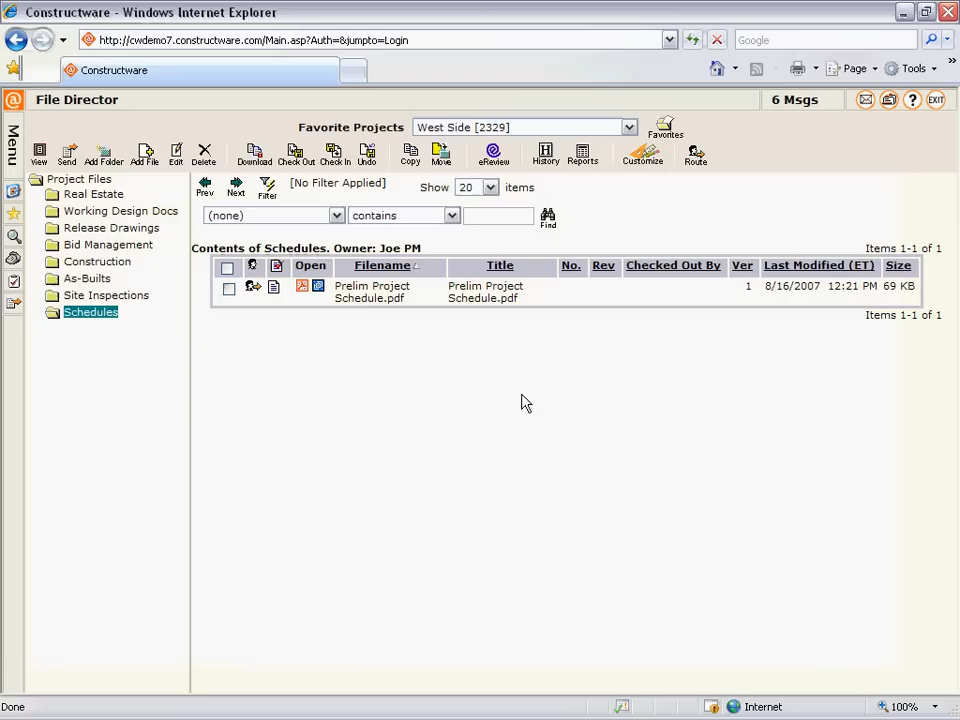 Constructware - Windows Internet Explorer
http://cwdemo7.constructware.com/Main.asp?Auth=&jumpto=Login
Google
Constructware
Page
Tools
»
File Director
6 Msgs
EXIT
Menu
Favorite Projects
West Side [2329]
Favorites
View
Send
Add Folder
Add File
Edit
Delete
Download
Check Out
Check In
Undo
Copy
Move
eReview
History
Reports
Customize
Route
Project Files
Real Estate
Working Design Docs
Release Drawings
Bid Management
Construction
As-Builts
Site Inspections
Schedules
Prev
Next
Filter
[No Filter Applied]
Show 20 items
(none)
contains
Find
Contents of Schedules. Owner: Joe PM
Items 1-1 of 1
Open Filename Title No. Rev Checked Out By Ver Last Modified (ET) Size
Prelim Project Prelim Project 1 8/16/2007 12:21 PM 69 KB
Schedule.pdf Schedule.pdf
Items 1-1 of 1
Done
Internet
100%